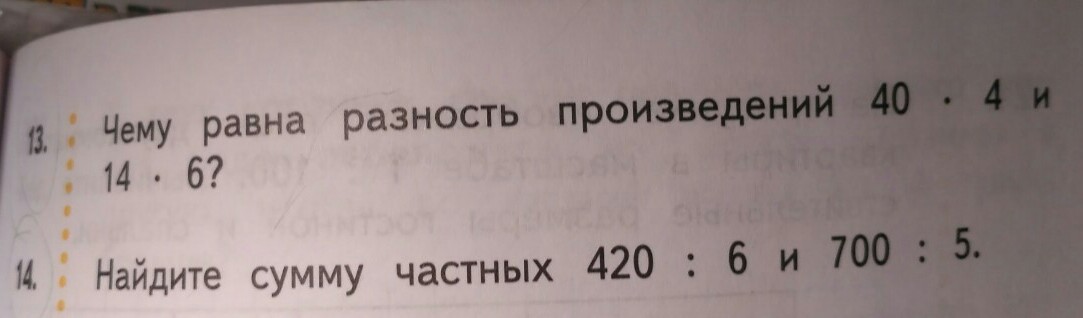 13. Чему равна разность произведений 40 · 4 и
14 · 6?
14. Найдите сумму частных 420 : 6 и 700 : 5.